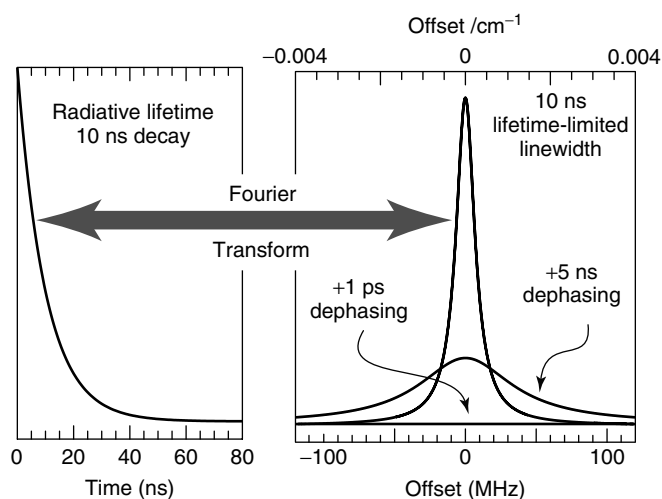 Radiative lifetime
10 ns decay
0 20 40 60 80
Time (ns)
Fourier
Transform
Offset /cm⁻¹
−0.004 0 0.004
10 ns
lifetime-limited
linewidth
+1 ps
dephasing
+5 ns
dephasing
−100 0 100
Offset (MHz)